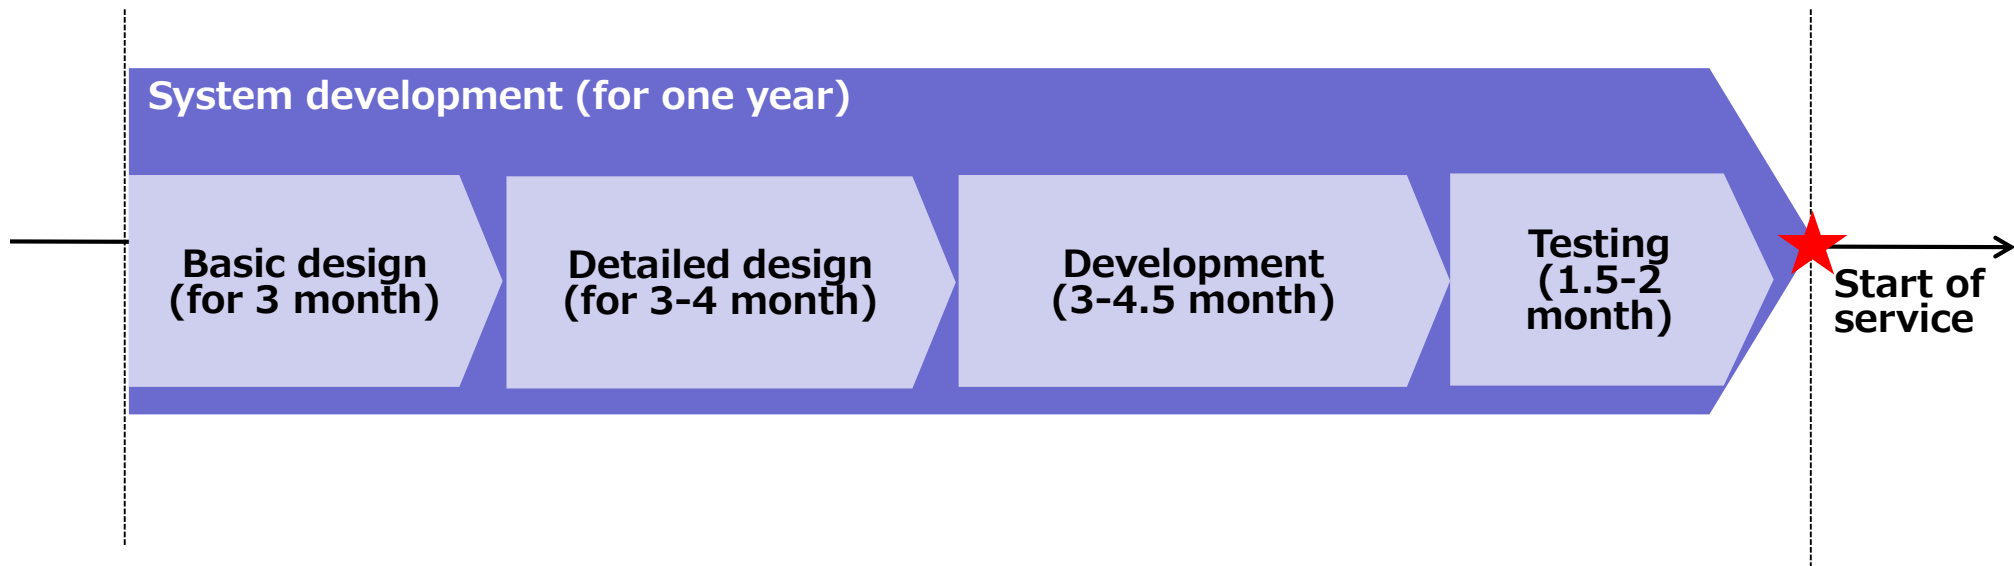 System development (for one year)
Basic design
(for 3 month)
Detailed design
(for 3-4 month)
Development
(3-4.5 month)
Testing
(1.5-2
month)
Start of
service